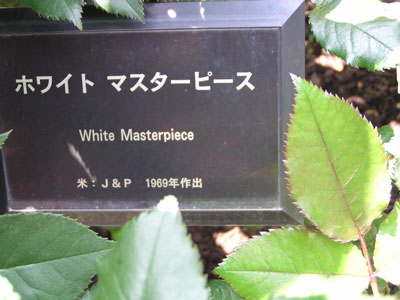 ホワイト マスターピース
White Masterpiece
米：J＆P 1969年作出